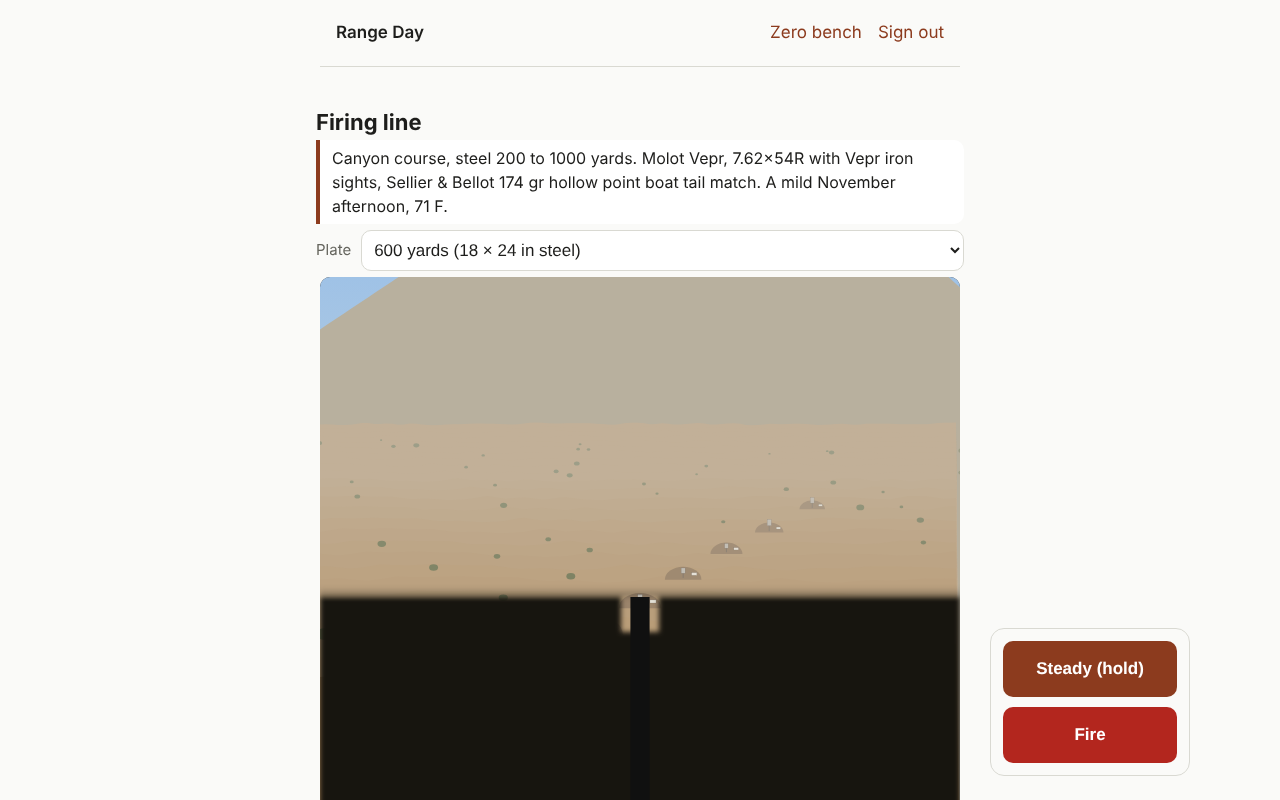 Range Day
Zero bench
Sign out
Firing line
Canyon course, steel 200 to 1000 yards. Molot Vepr, 7.62×54R with Vepr iron
sights, Sellier & Bellot 174 gr hollow point boat tail match. A mild November
afternoon, 71 F.
Plate
600 yards (18 × 24 in steel)
Steady (hold)
Fire